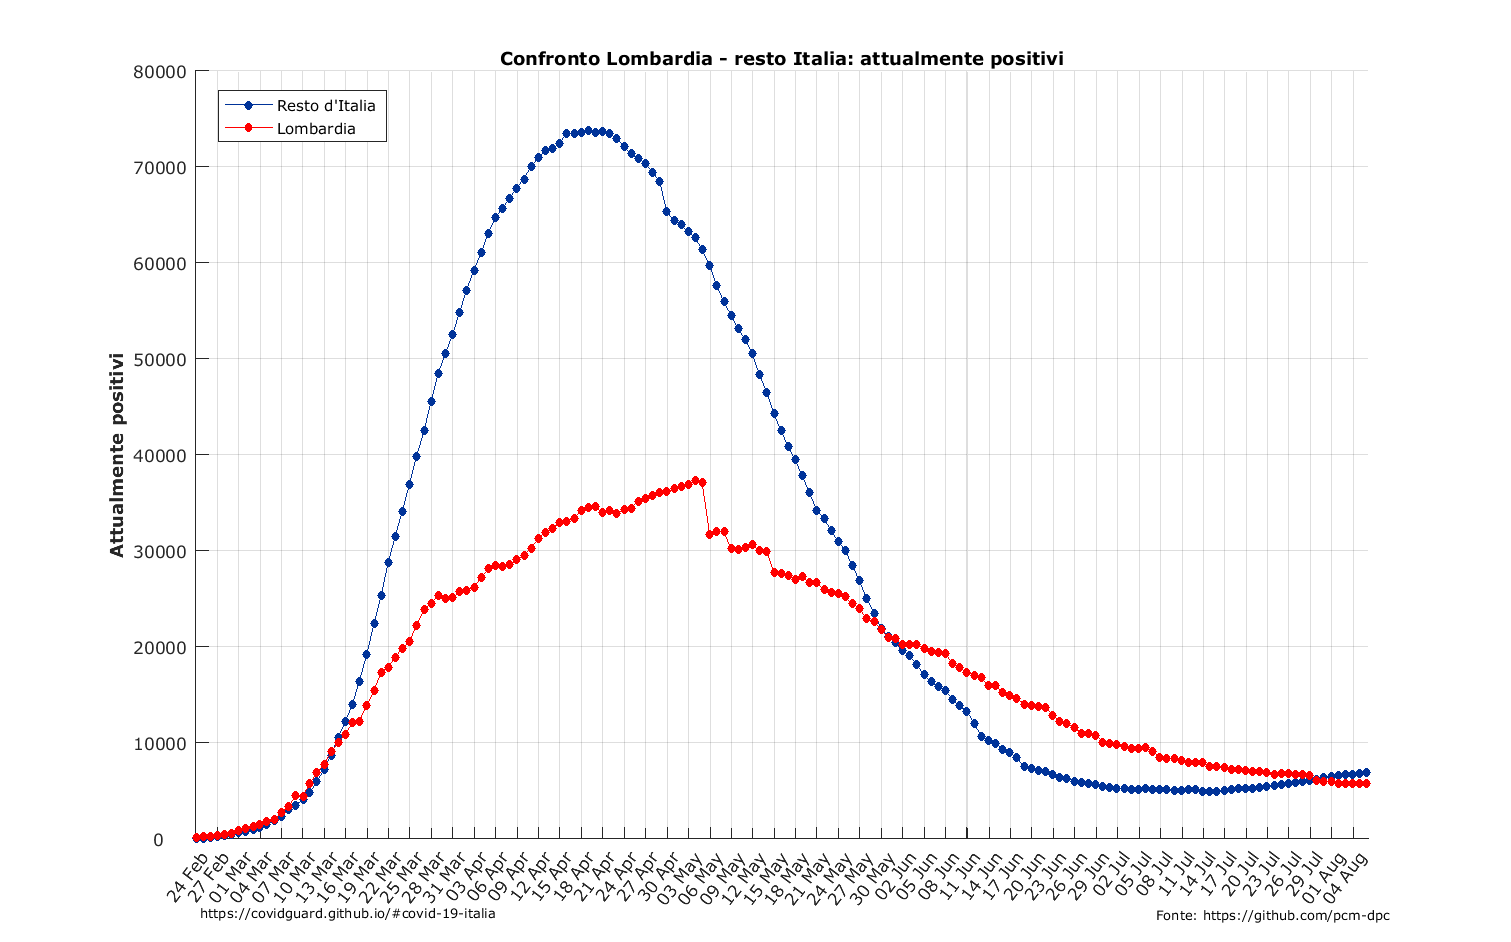 Confronto Lombardia - resto Italia: attualmente positivi
80000
70000
60000
50000
40000
30000
20000
10000
0
Attualmente positivi
Resto d'Italia
Lombardia
24 Feb
27 Feb
01 Mar
04 Mar
07 Mar
10 Mar
13 Mar
16 Mar
19 Mar
22 Mar
25 Mar
28 Mar
31 Mar
03 Apr
06 Apr
09 Apr
12 Apr
15 Apr
18 Apr
21 Apr
24 Apr
27 Apr
30 Apr
03 May
06 May
09 May
12 May
15 May
18 May
21 May
24 May
27 May
30 May
02 Jun
05 Jun
08 Jun
11 Jun
14 Jun
17 Jun
20 Jun
23 Jun
26 Jun
29 Jun
02 Jul
05 Jul
08 Jul
11 Jul
14 Jul
17 Jul
20 Jul
23 Jul
26 Jul
29 Jul
01 Aug
04 Aug
https://covidguard.github.io/#covid-19-italia
Fonte: https://github.com/pcm-dpc